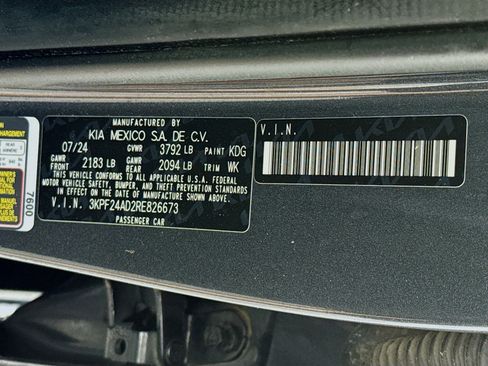 MANUFACTURED BY
KIA MEXICO S.A. DE C.V.
07/24 GVWR 3792 LB PAINT KDG
GAWR FRONT 2183 LB GAWR REAR 2094 LB TRIM WK
THIS VEHICLE CONFORMS TO ALL APPLICABLE U.S.A. FEDERAL
MOTOR VEHICLE SAFETY, BUMPER, AND THEFT PREVENTION
STANDARDS IN EFFECT ON THE DATE OF MANUFACTURE SHOWN ABOVE.
V.I.N. 3KPF24AD2RE826673
PASSENGER CAR
V.I.N.
7600